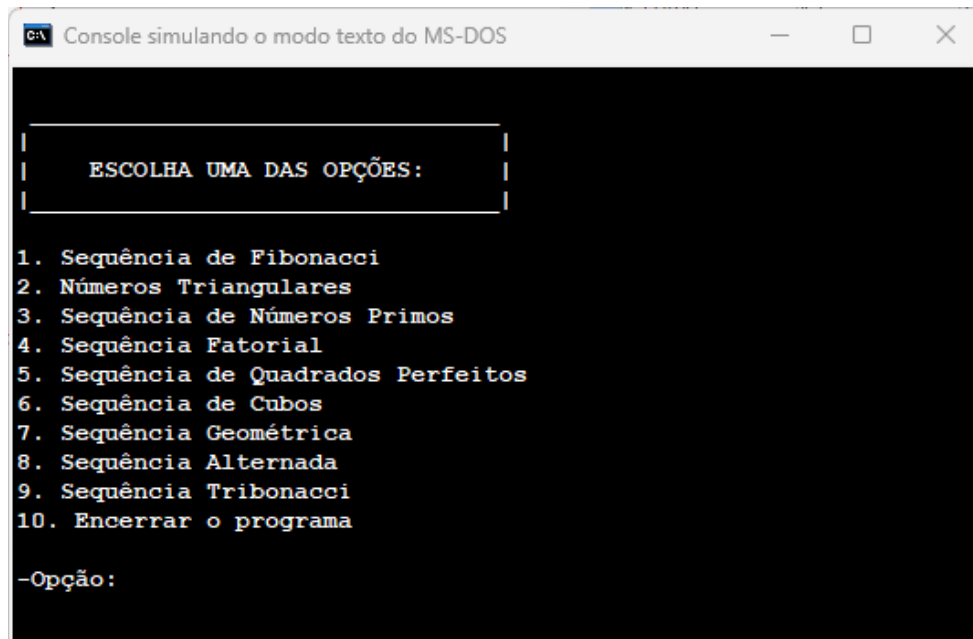 Console simulando o modo texto do MS-DOS
ESCOLHA UMA DAS OPÇÕES:
1. Sequência de Fibonacci
2. Números Triangulares
3. Sequência de Números Primos
4. Sequência Fatorial
5. Sequência de Quadrados Perfeitos
6. Sequência de Cubos
7. Sequência Geométrica
8. Sequência Alternada
9. Sequência Tribonacci
10. Encerrar o programa
-Opção: